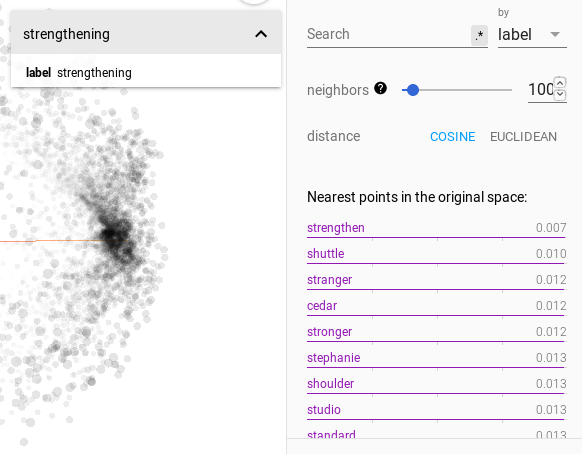 strengthening
label strengthening
by
Search .* label
neighbors ? 100
distance COSINE EUCLIDEAN
Nearest points in the original space:
strengthen 0.007
shuttle 0.010
stranger 0.012
cedar 0.012
stronger 0.012
stephanie 0.013
shoulder 0.013
studio 0.013
standard 0.013